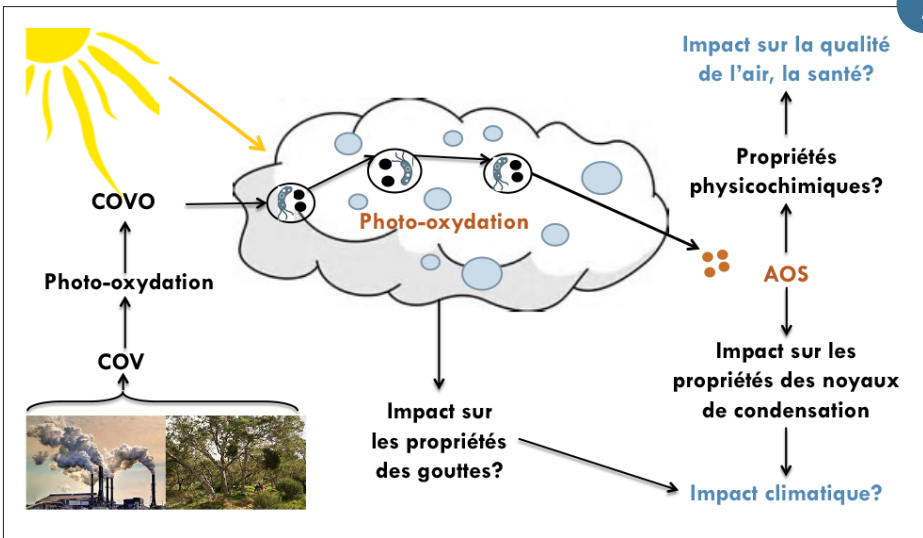 Impact sur la qualité
de l'air, la santé?
Propriétés
physicochimiques?
COVO
Photo-oxydation
Photo-oxydation
AOS
COV
Impact sur les
propriétés des noyaux
de condensation
Impact sur
les propriétés
des gouttes?
Impact climatique?